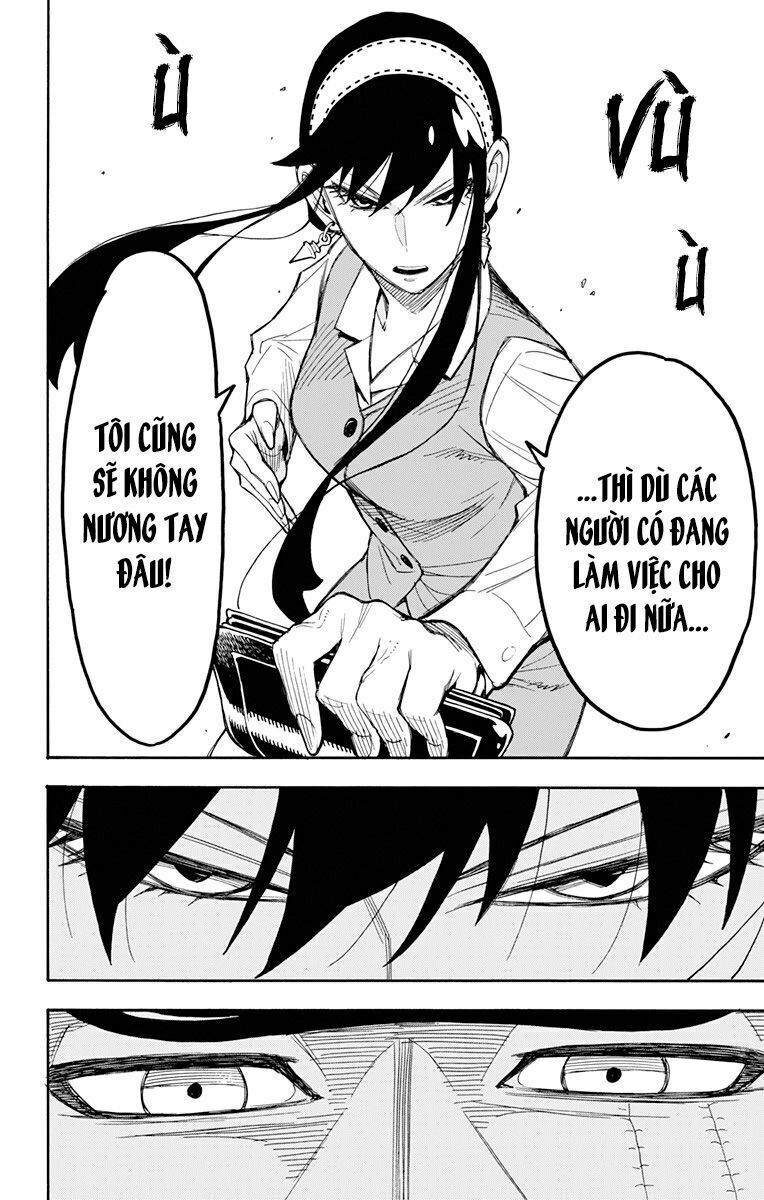 VÙ
Ù
Ù
...THÌ DÙ CÁC
NGƯỜI CÓ ĐANG
LÀM VIỆC CHO
AI ĐI NỮA...
TÔI CŨNG
SẼ KHÔNG
NƯƠNG TAY
ĐÂU!